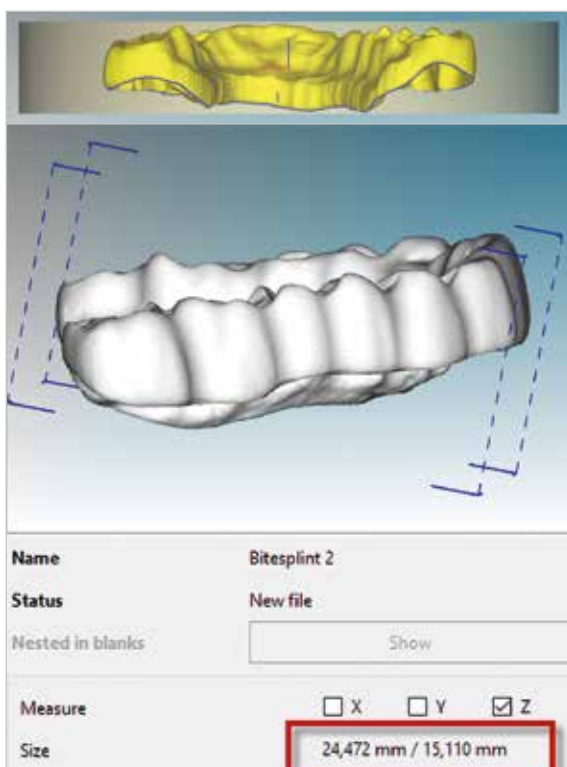 Name Bitesplint 2
Status New file
Nested in blanks Show
Measure X Y Z
Size 24,472 mm / 15,110 mm